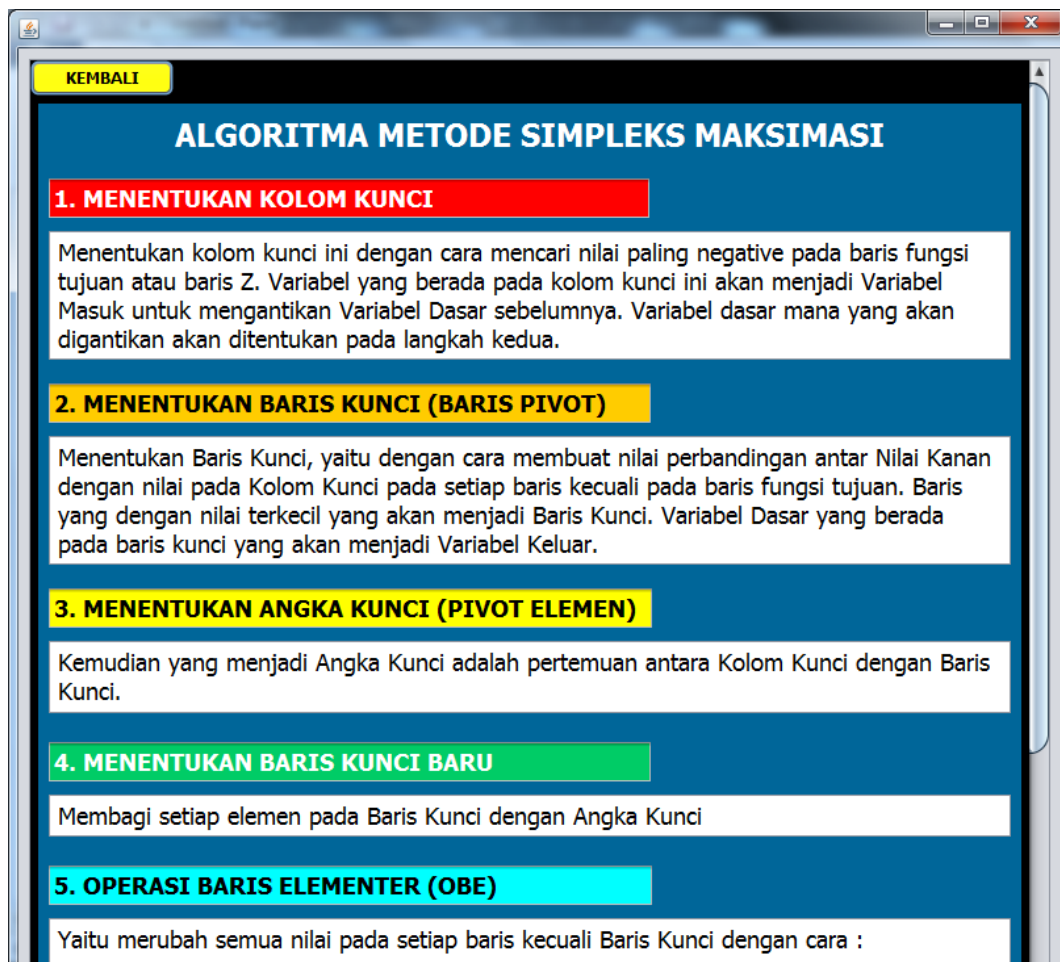 KEMBALI
ALGORITMA METODE SIMPLEKS MAKSIMASI
1. MENENTUKAN KOLOM KUNCI
Menentukan kolom kunci ini dengan cara mencari nilai paling negative pada baris fungsi
tujuan atau baris Z. Variabel yang berada pada kolom kunci ini akan menjadi Variabel
Masuk untuk mengantikan Variabel Dasar sebelumnya. Variabel dasar mana yang akan
digantikan akan ditentukan pada langkah kedua.
2. MENENTUKAN BARIS KUNCI (BARIS PIVOT)
Menentukan Baris Kunci, yaitu dengan cara membuat nilai perbandingan antar Nilai Kanan
dengan nilai pada Kolom Kunci pada setiap baris kecuali pada baris fungsi tujuan. Baris
yang dengan nilai terkecil yang akan menjadi Baris Kunci. Variabel Dasar yang berada
pada baris kunci yang akan menjadi Variabel Keluar.
3. MENENTUKAN ANGKA KUNCI (PIVOT ELEMEN)
Kemudian yang menjadi Angka Kunci adalah pertemuan antara Kolom Kunci dengan Baris
Kunci.
4. MENENTUKAN BARIS KUNCI BARU
Membagi setiap elemen pada Baris Kunci dengan Angka Kunci
5. OPERASI BARIS ELEMENTER (OBE)
Yaitu merubah semua nilai pada setiap baris kecuali Baris Kunci dengan cara :